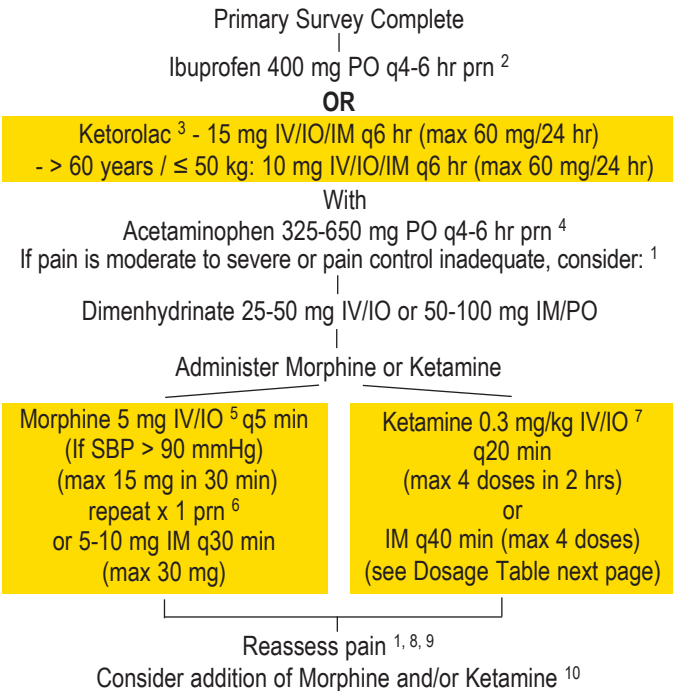 Primary Survey Complete
Ibuprofen 400 mg PO q4-6 hr prn 2
OR
Ketorolac 3 - 15 mg IV/IO/IM q6 hr (max 60 mg/24 hr)
- > 60 years / ≤ 50 kg: 10 mg IV/IO/IM q6 hr (max 60 mg/24 hr)
With
Acetaminophen 325-650 mg PO q4-6 hr prn 4
If pain is moderate to severe or pain control inadequate, consider: 1
Dimenhydrinate 25-50 mg IV/IO or 50-100 mg IM/PO
Administer Morphine or Ketamine
Morphine 5 mg IV/IO 5 q5 min
(If SBP > 90 mmHg)
(max 15 mg in 30 min)
repeat x 1 prn 6
or 5-10 mg IM q30 min
(max 30 mg)
Ketamine 0.3 mg/kg IV/IO 7
q20 min
(max 4 doses in 2 hrs)
or
IM q40 min (max 4 doses)
(see Dosage Table next page)
Reassess pain 1, 8, 9
Consider addition of Morphine and/or Ketamine 10